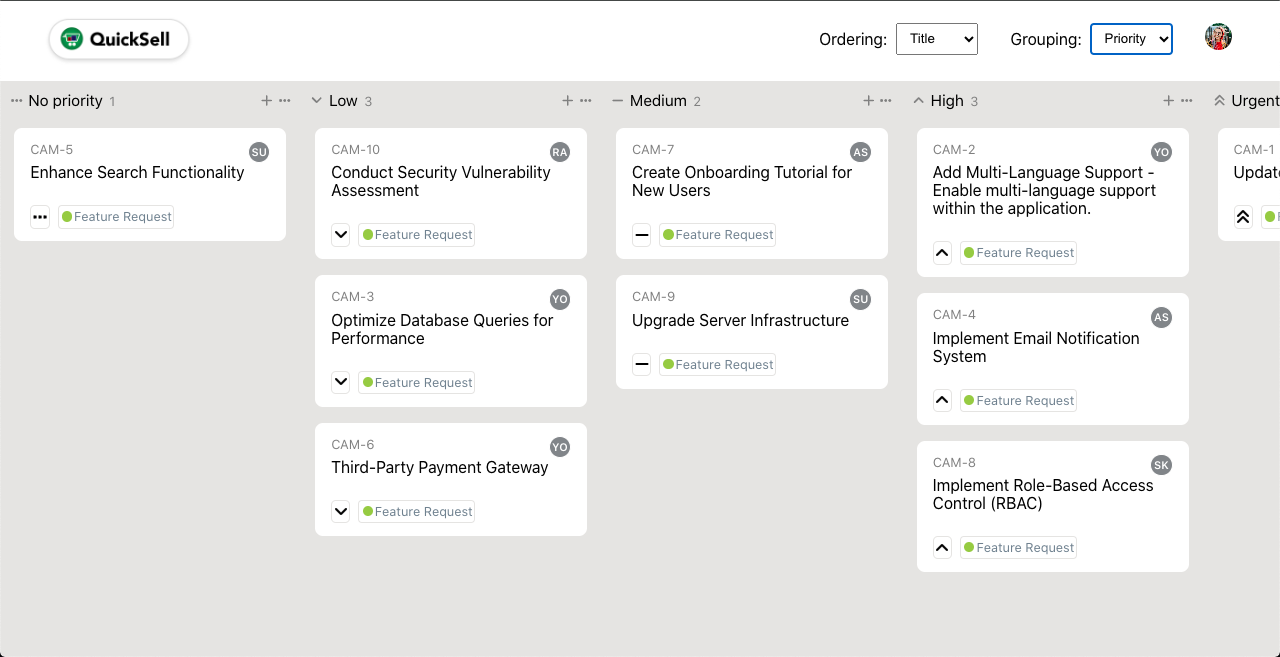 QuickSell
Ordering: Title
Grouping: Priority
No priority 1
CAM-5
SU
Enhance Search Functionality
Feature Request
Low 3
CAM-10
RA
Conduct Security Vulnerability
Assessment
Feature Request
CAM-3
YO
Optimize Database Queries for
Performance
Feature Request
CAM-6
YO
Third-Party Payment Gateway
Feature Request
Medium 2
CAM-7
AS
Create Onboarding Tutorial for
New Users
Feature Request
CAM-9
SU
Upgrade Server Infrastructure
Feature Request
High 3
CAM-2
YO
Add Multi-Language Support -
Enable multi-language support
within the application.
Feature Request
CAM-4
AS
Implement Email Notification
System
Feature Request
CAM-8
SK
Implement Role-Based Access
Control (RBAC)
Feature Request
Urgent
CAM-1